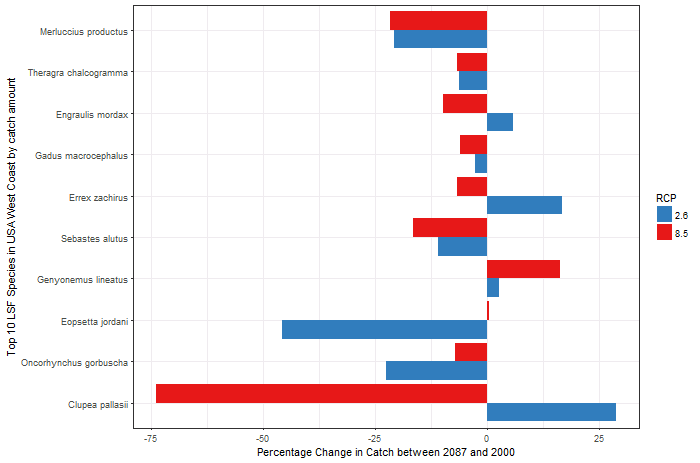 Top 10 LSF Species in USA West Coast by catch amount
Merluccius productus
Theragra chalcogramma
Engraulis mordax
Gadus macrocephalus
Errex zachirus
Sebastes alutus
Genyonemus lineatus
Eopsetta jordani
Oncorhynchus gorbuscha
Clupea pallasii
-75 -50 -25 0 25
Percentage Change in Catch between 2087 and 2000
RCP
2.6
8.5